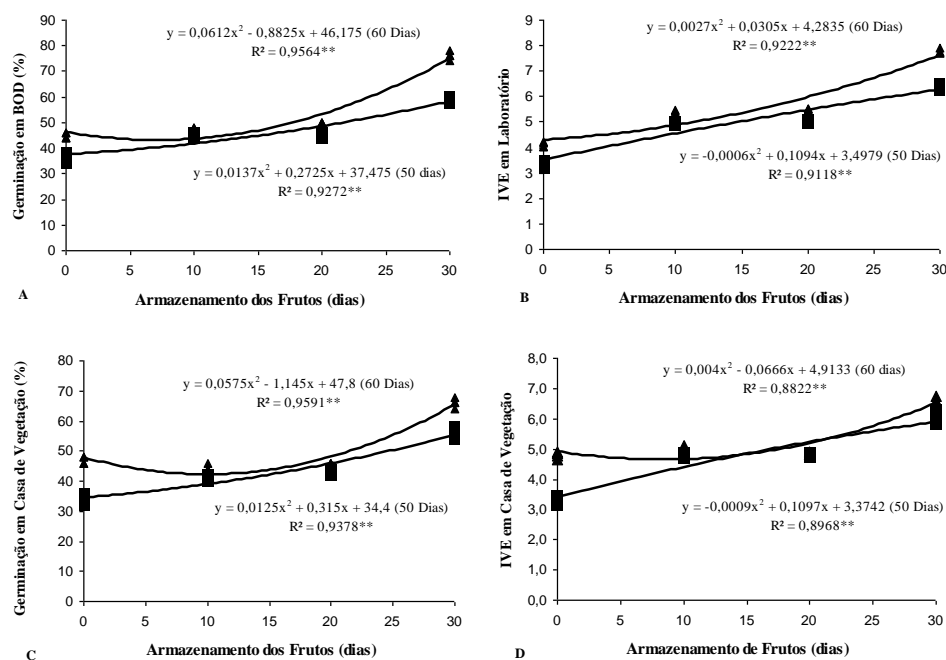 90
80
70
60
50
40
30
20
10
0
0 5 10 15 20 25 30
Germinação em BOD (%)
y = 0,0612x² - 0,8825x + 46,175 (60 Dias)
R² = 0,9564**
y = 0,0137x² + 0,2725x + 37,475 (50 dias)
R² = 0,9272**
A
Armazenamento dos Frutos (dias)
9
8
7
6
5
4
3
2
1
0
0 10 20 30
IVE em Laboratório
y = 0,0027x² + 0,0305x + 4,2835 (60 Dias)
R² = 0,9222**
y = -0,0006x² + 0,1094x + 3,4979 (50 Dias)
R² = 0,9118**
B
Armazenamento dos Frutos (dias)
80
70
60
50
40
30
20
10
0
0 5 10 15 20 25 30
Germinação em Casa de Vegetação (%)
y = 0,0575x² - 1,145x + 47,8 (60 Dias)
R² = 0,9591**
y = 0,0125x² + 0,315x + 34,4 (50 Dias)
R² = 0,9378**
C
Armazenamento dos Frutos (dias)
8,0
7,0
6,0
5,0
4,0
3,0
2,0
1,0
0,0
0 5 10 15 20 25 30
IVE em Casa de Vegetação
y = 0,004x² - 0,0666x + 4,9133 (60 dias)
R² = 0,8822**
y = -0,0009x² + 0,1097x + 3,3742 (50 Dias)
R² = 0,8968**
D
Armazenamento de Frutos (dias)